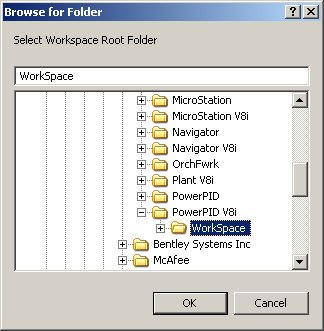 Browse for Folder
Select Workspace Root Folder
WorkSpace
MicroStation
MicroStation V8i
Navigator
Navigator V8i
OrchFwrk
Plant V8i
PowerPID
PowerPID V8i
WorkSpace
Bentley Systems Inc
McAfee
OK Cancel